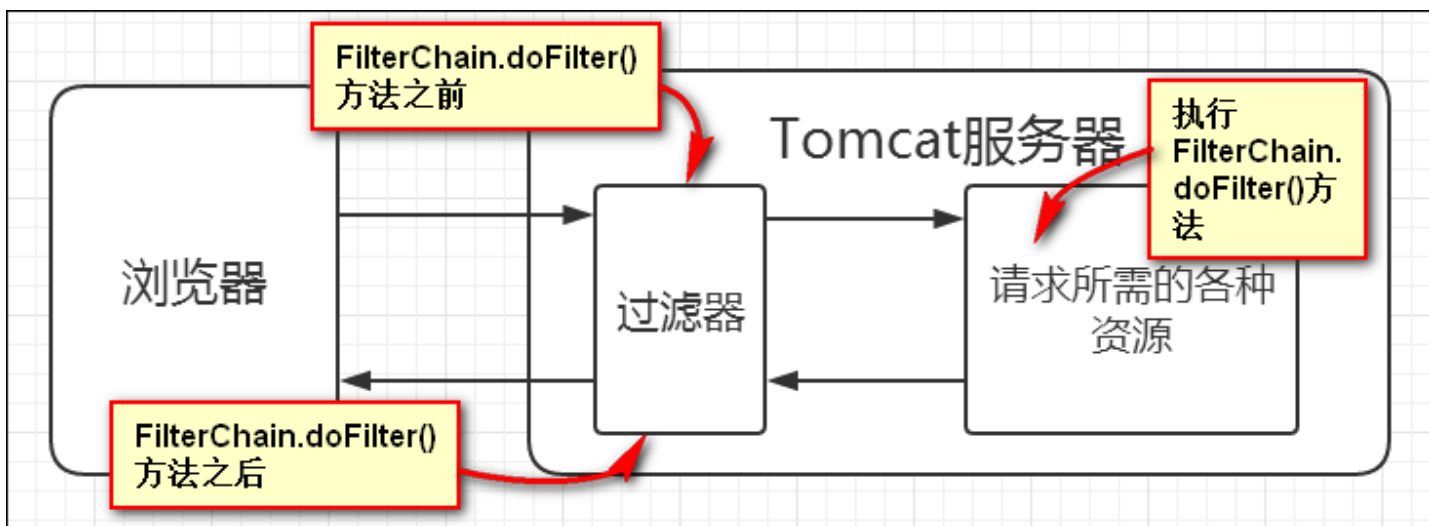 FilterChain.doFilter()
方法之前
Tomcat服务器
执行
FilterChain.
doFilter()方
法
浏览器
过滤器
请求所需的各种
资源
FilterChain.doFilter()
方法之后